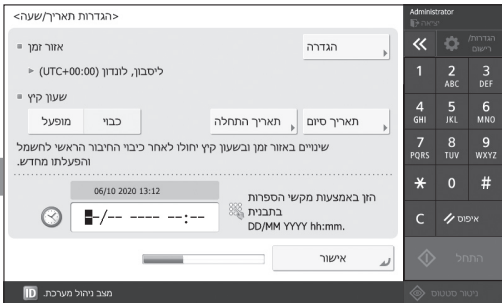 <הגדרות תאריך/שעה>
אזור זמן
הגדרה
(UTC+00:00) ליסבון, לונדון
שעון קיץ
מופעל
כבוי
תאריך התחלה
תאריך סיום
שינויים באזור זמן ובשעון קיץ יחולו לאחר כיבוי החיבור הראשי לחשמל
והפעלתו מחדש.
06/10 2020 13:12
-/-- ---- --:--
הזן באמצעות מקשי הספרות
בתבנית
DD/MM YYYY hh:mm.
אישור
ID מצב ניהול מערכת.
Administrator
יציאה
הגדרות/
רישום
1
2
ABC
3
DEF
4
GHI
5
JKL
6
MNO
7
PQRS
8
TUV
9
WXYZ
*
0
#
C
איפוס
התחל
ניטור סטטוס